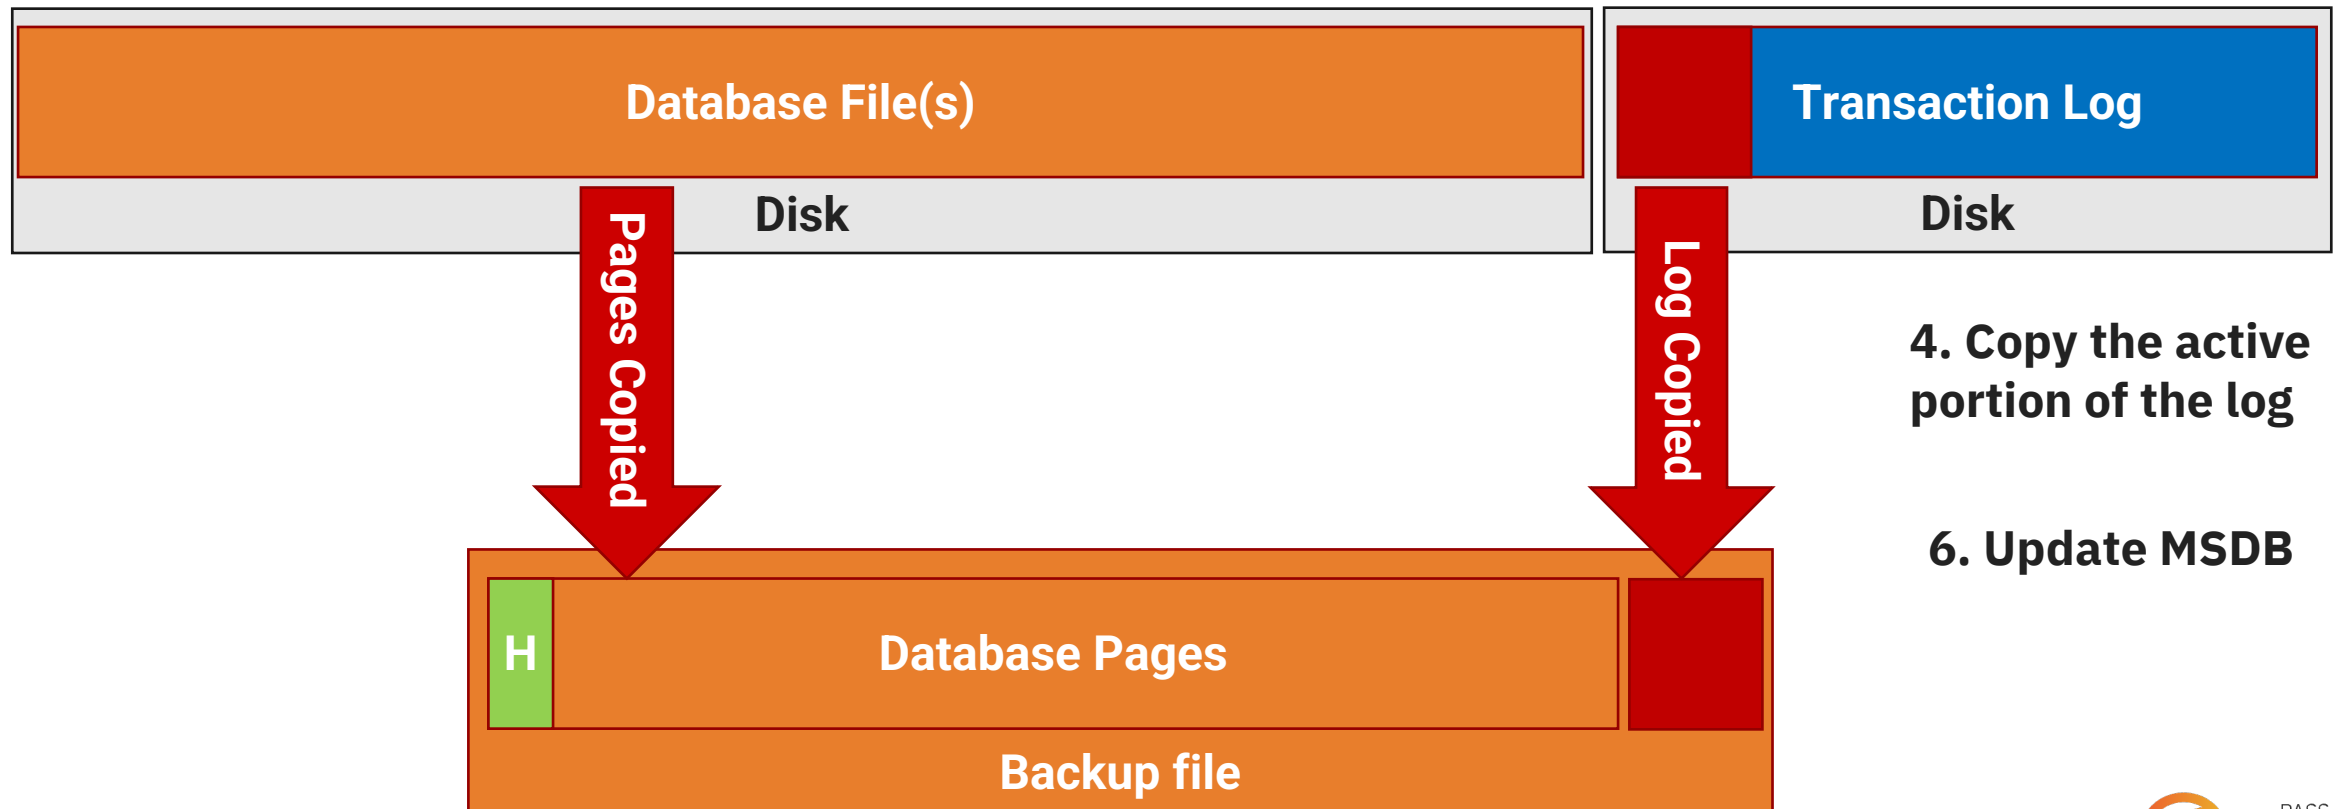 Database File(s)
Transaction Log
Disk
Disk
Pages Copied
Log Copied
4. Copy the active
portion of the log
6. Update MSDB
H
Database Pages
Backup file
PASS